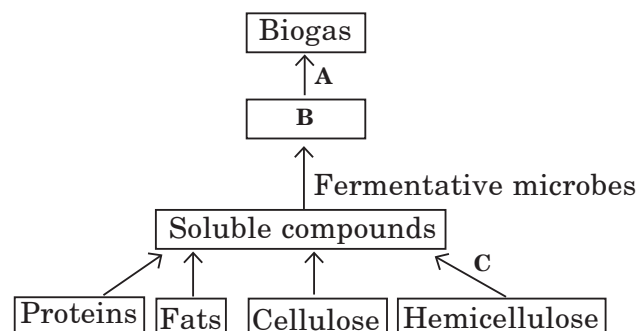 Biogas
A
B
Fermentative microbes
Soluble compounds
C
Proteins Fats Cellulose Hemicellulose